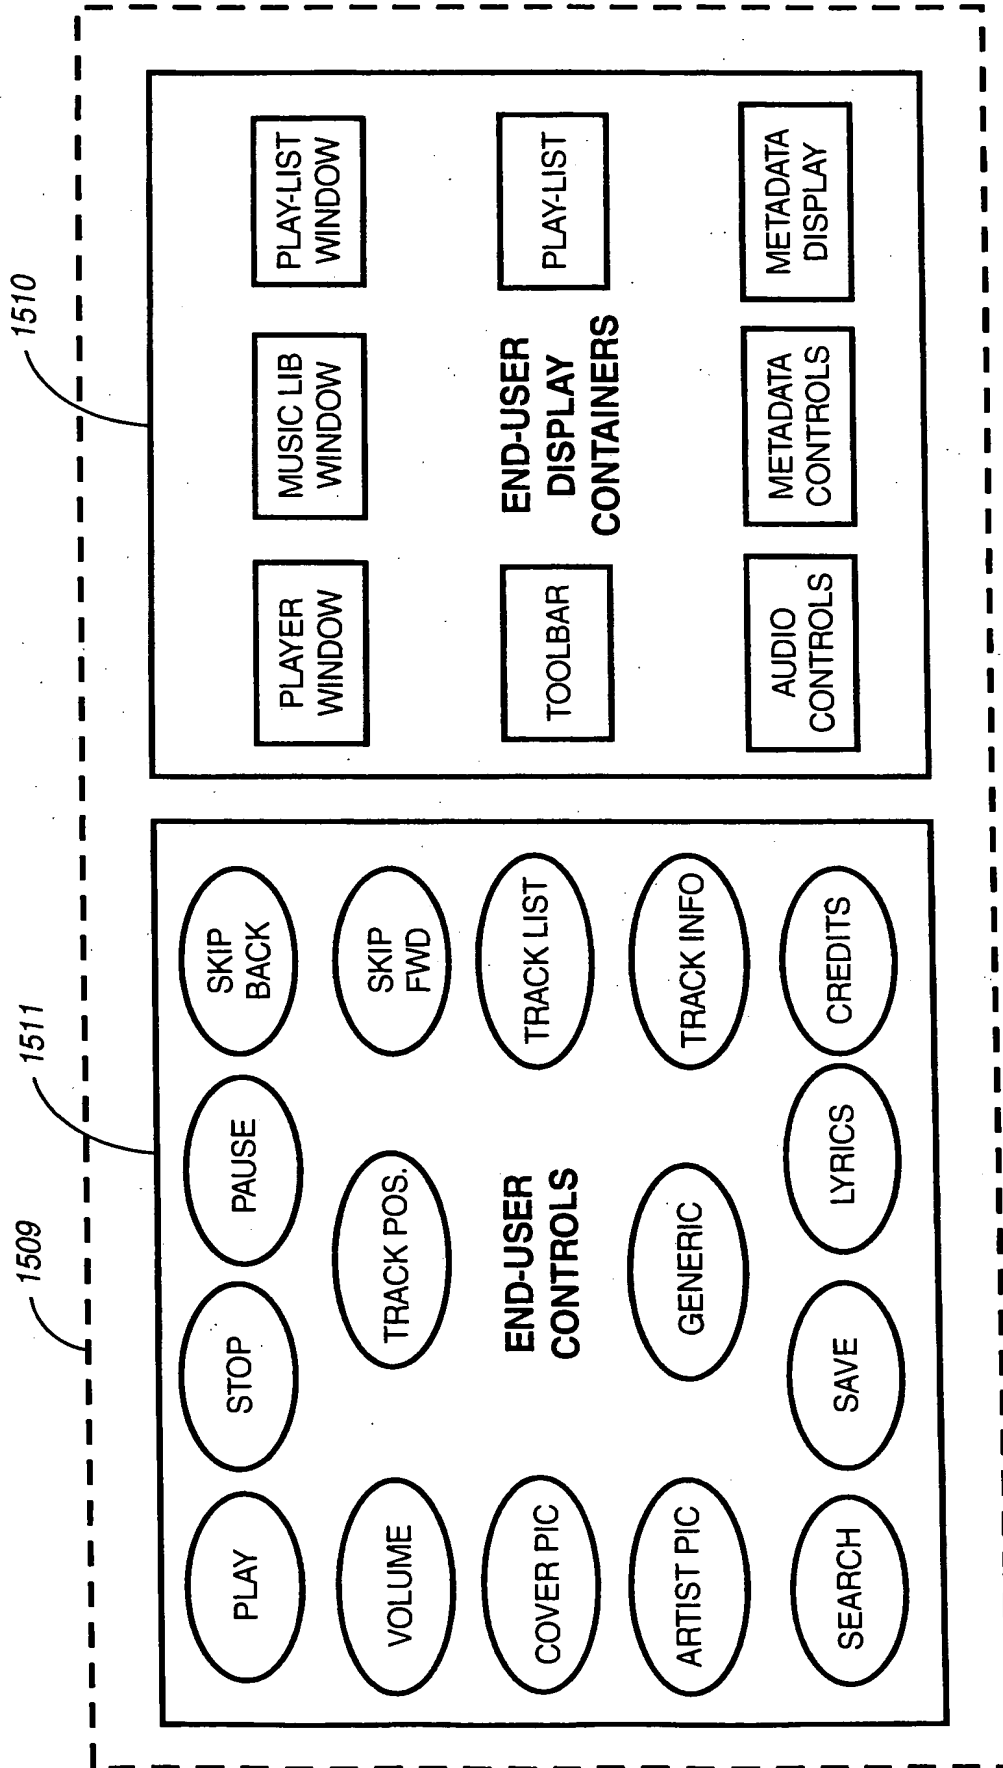 1509
1511
1510
PLAY
STOP
PAUSE
SKIP
BACK
VOLUME
TRACK POS.
SKIP
FWD
COVER PIC
END-USER
CONTROLS
TRACK LIST
ARTIST PIC
GENERIC
TRACK INFO
SEARCH
SAVE
LYRICS
CREDITS
PLAYER
WINDOW
MUSIC LIB
WINDOW
PLAY-LIST
WINDOW
TOOLBAR
END-USER
DISPLAY
CONTAINERS
PLAY-LIST
AUDIO
CONTROLS
METADATA
CONTROLS
METADATA
DISPLAY